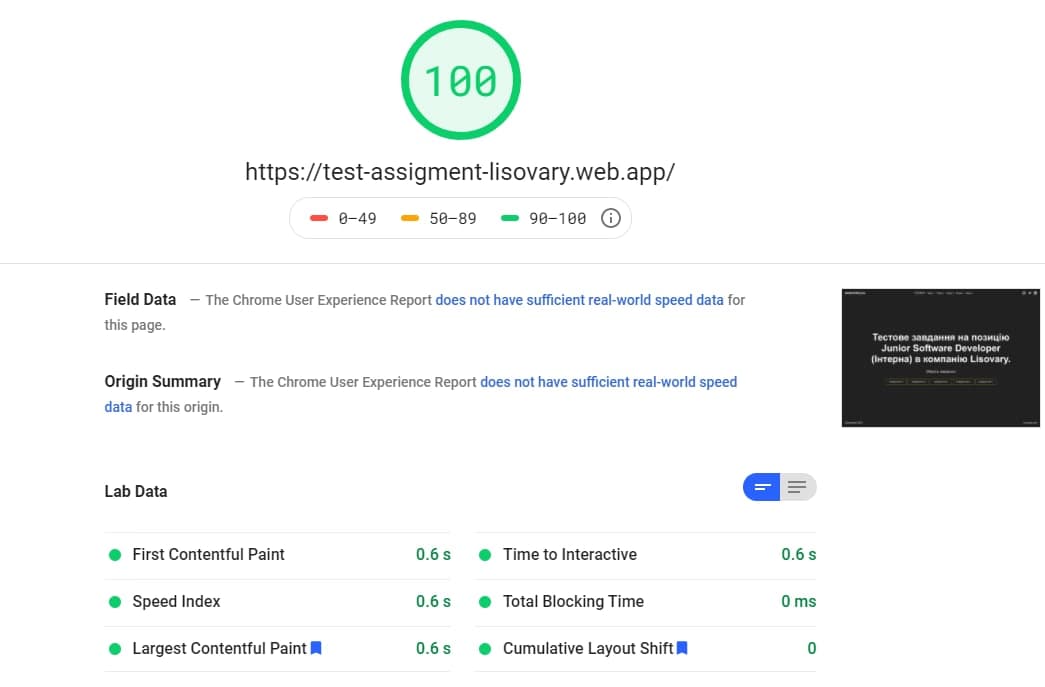 100
https://test-assigment-lisovary.web.app/
0–49 50–89 90–100
Field Data — The Chrome User Experience Report does not have sufficient real-world speed data for
this page.
Origin Summary — The Chrome User Experience Report does not have sufficient real-world speed
data for this origin.
Тестове завдання на позицію
Junior Software Developer
(Інтерна) в компанію Lisovary.
Lab Data
First Contentful Paint 0.6 s
Time to Interactive 0.6 s
Speed Index 0.6 s
Total Blocking Time 0 ms
Largest Contentful Paint 0.6 s
Cumulative Layout Shift 0